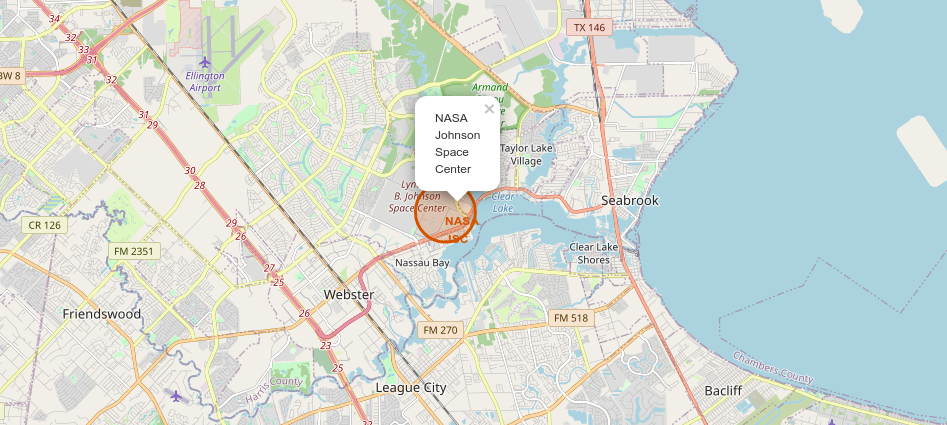 34
32
33
31
32
BW 8
Ellington
Airport
TX 146
Armand
31
29
NASA
Johnson
Space
Center
×
Taylor Lake
Village
30
28
B. Johnson
Space Center
Clear
Lake
Seabrook
29
26
CR 126
NASA
JSC
FM 2351
Clear Lake
Shores
Nassau Bay
27
25
Webster
26
Friendswood
FM 518
FM 270
23
25
Chambers County
Harris County
League City
Bacliff